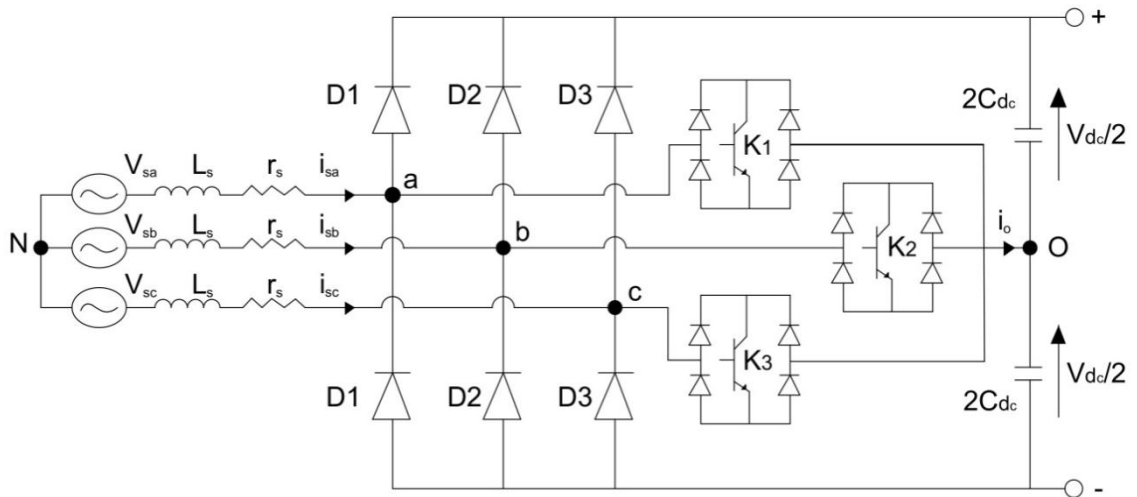 +
D1 D2 D3
2Cdc
Vdc/2
K1
Vsa Ls rs isa
a
N
Vsb Ls rs isb
b
K2
io
O
Vsc Ls rs isc
c
K3
D1 D2 D3
2Cdc
Vdc/2
-